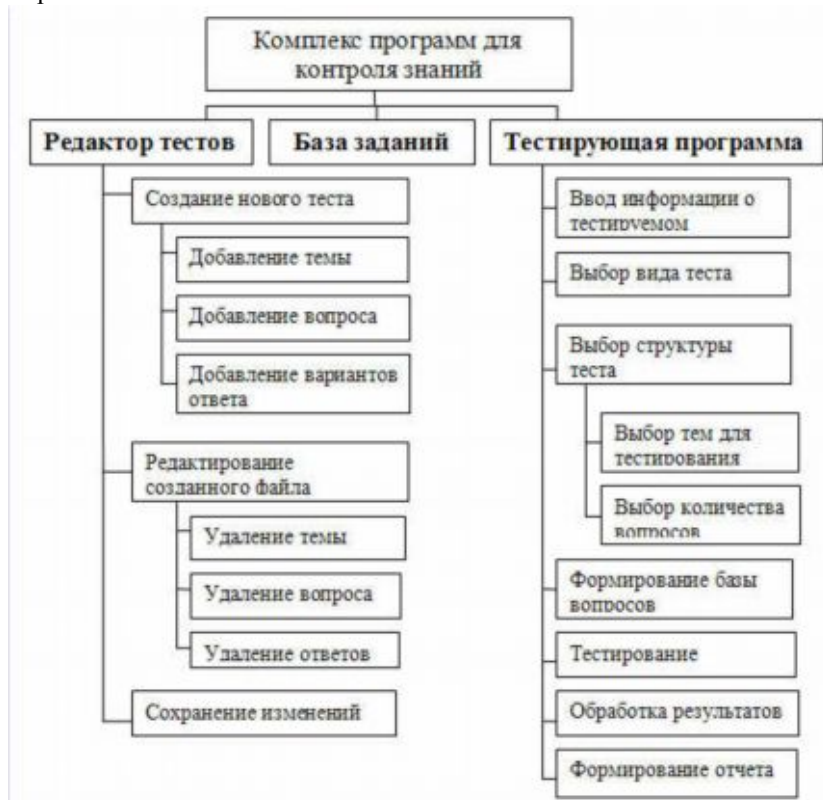 Комплекс программ для
контроля знаний
Редактор тестов
База заданий
Тестирующая программа
Создание нового теста
Добавление темы
Добавление вопроса
Добавление вариантов
ответа
Редактирование
созданного файла
Удаление темы
Удаление вопроса
Удаление ответов
Сохранение изменений
Ввод информации о
тестируемом
Выбор вида теста
Выбор структуры
теста
Выбор тем для
тестирования
Выбор количества
вопросов
Формирование базы
вопросов
Тестирование
Обработка результатов
Формирование отчета